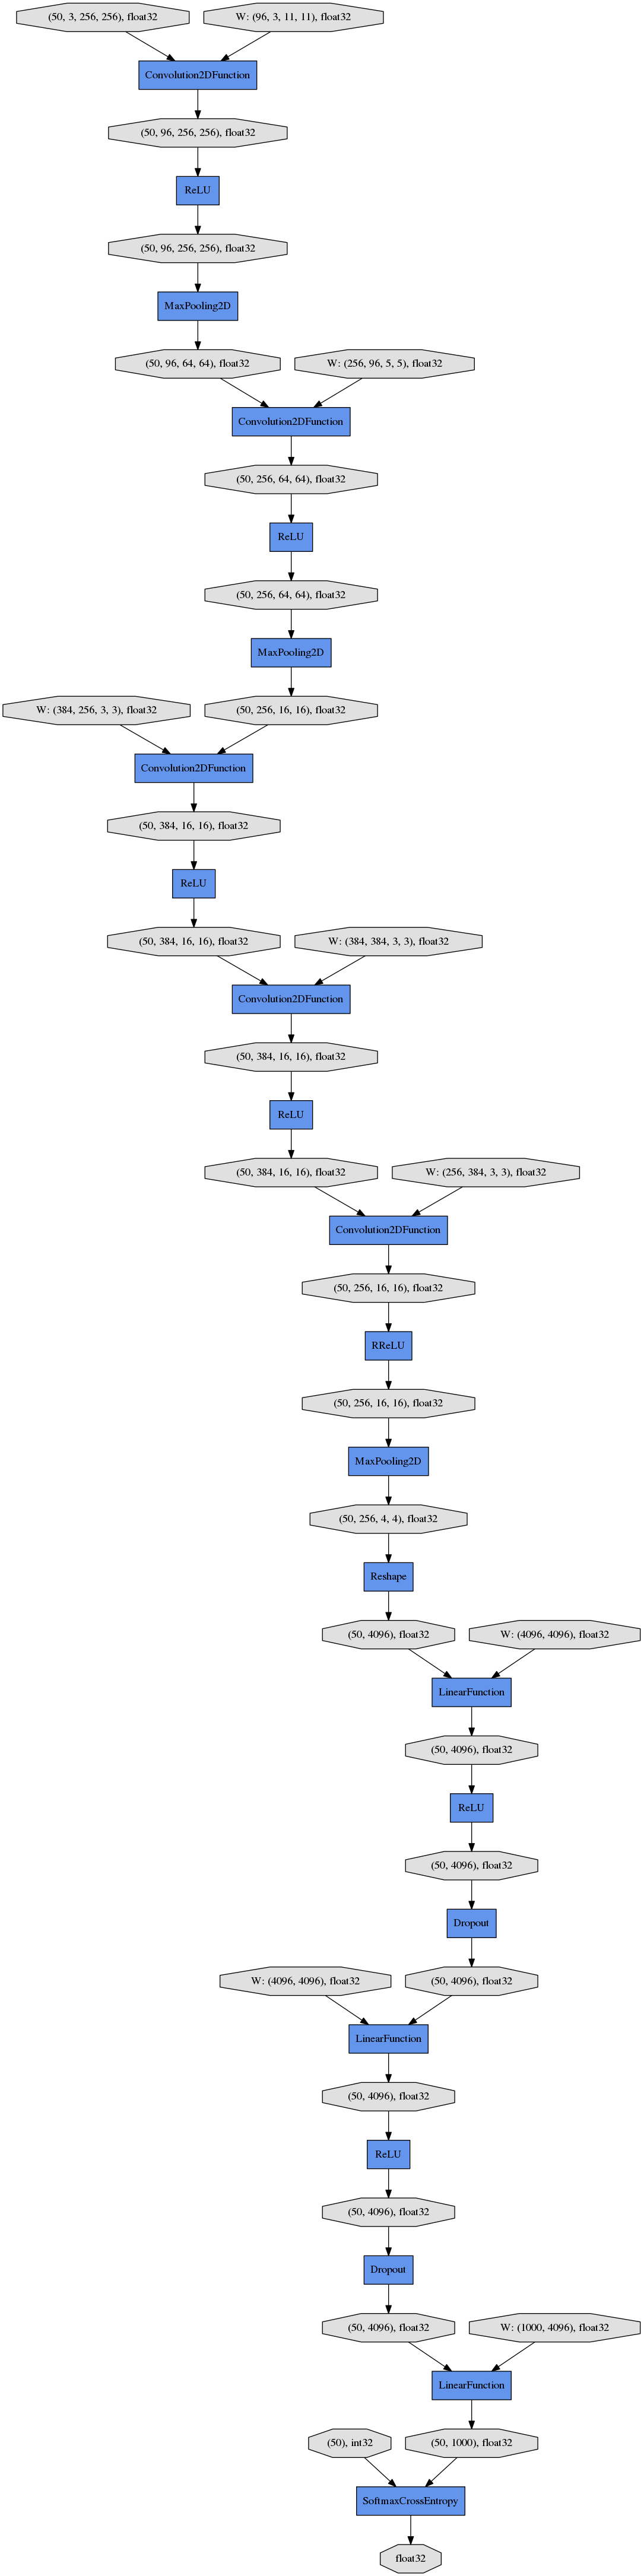 (50, 3, 256, 256), float32
W: (96, 3, 11, 11), float32
Convolution2DFunction
(50, 96, 256, 256), float32
ReLU
(50, 96, 256, 256), float32
MaxPooling2D
(50, 96, 64, 64), float32
W: (256, 96, 5, 5), float32
Convolution2DFunction
(50, 256, 64, 64), float32
ReLU
(50, 256, 64, 64), float32
MaxPooling2D
W: (384, 256, 3, 3), float32
(50, 256, 16, 16), float32
Convolution2DFunction
(50, 384, 16, 16), float32
ReLU
(50, 384, 16, 16), float32
W: (384, 384, 3, 3), float32
Convolution2DFunction
(50, 384, 16, 16), float32
ReLU
(50, 384, 16, 16), float32
W: (256, 384, 3, 3), float32
Convolution2DFunction
(50, 256, 16, 16), float32
RReLU
(50, 256, 16, 16), float32
MaxPooling2D
(50, 256, 4, 4), float32
Reshape
(50, 4096), float32
W: (4096, 4096), float32
LinearFunction
(50, 4096), float32
ReLU
(50, 4096), float32
Dropout
W: (4096, 4096), float32
(50, 4096), float32
LinearFunction
(50, 4096), float32
ReLU
(50, 4096), float32
Dropout
(50, 4096), float32
W: (1000, 4096), float32
LinearFunction
(50), int32
(50, 1000), float32
SoftmaxCrossEntropy
float32